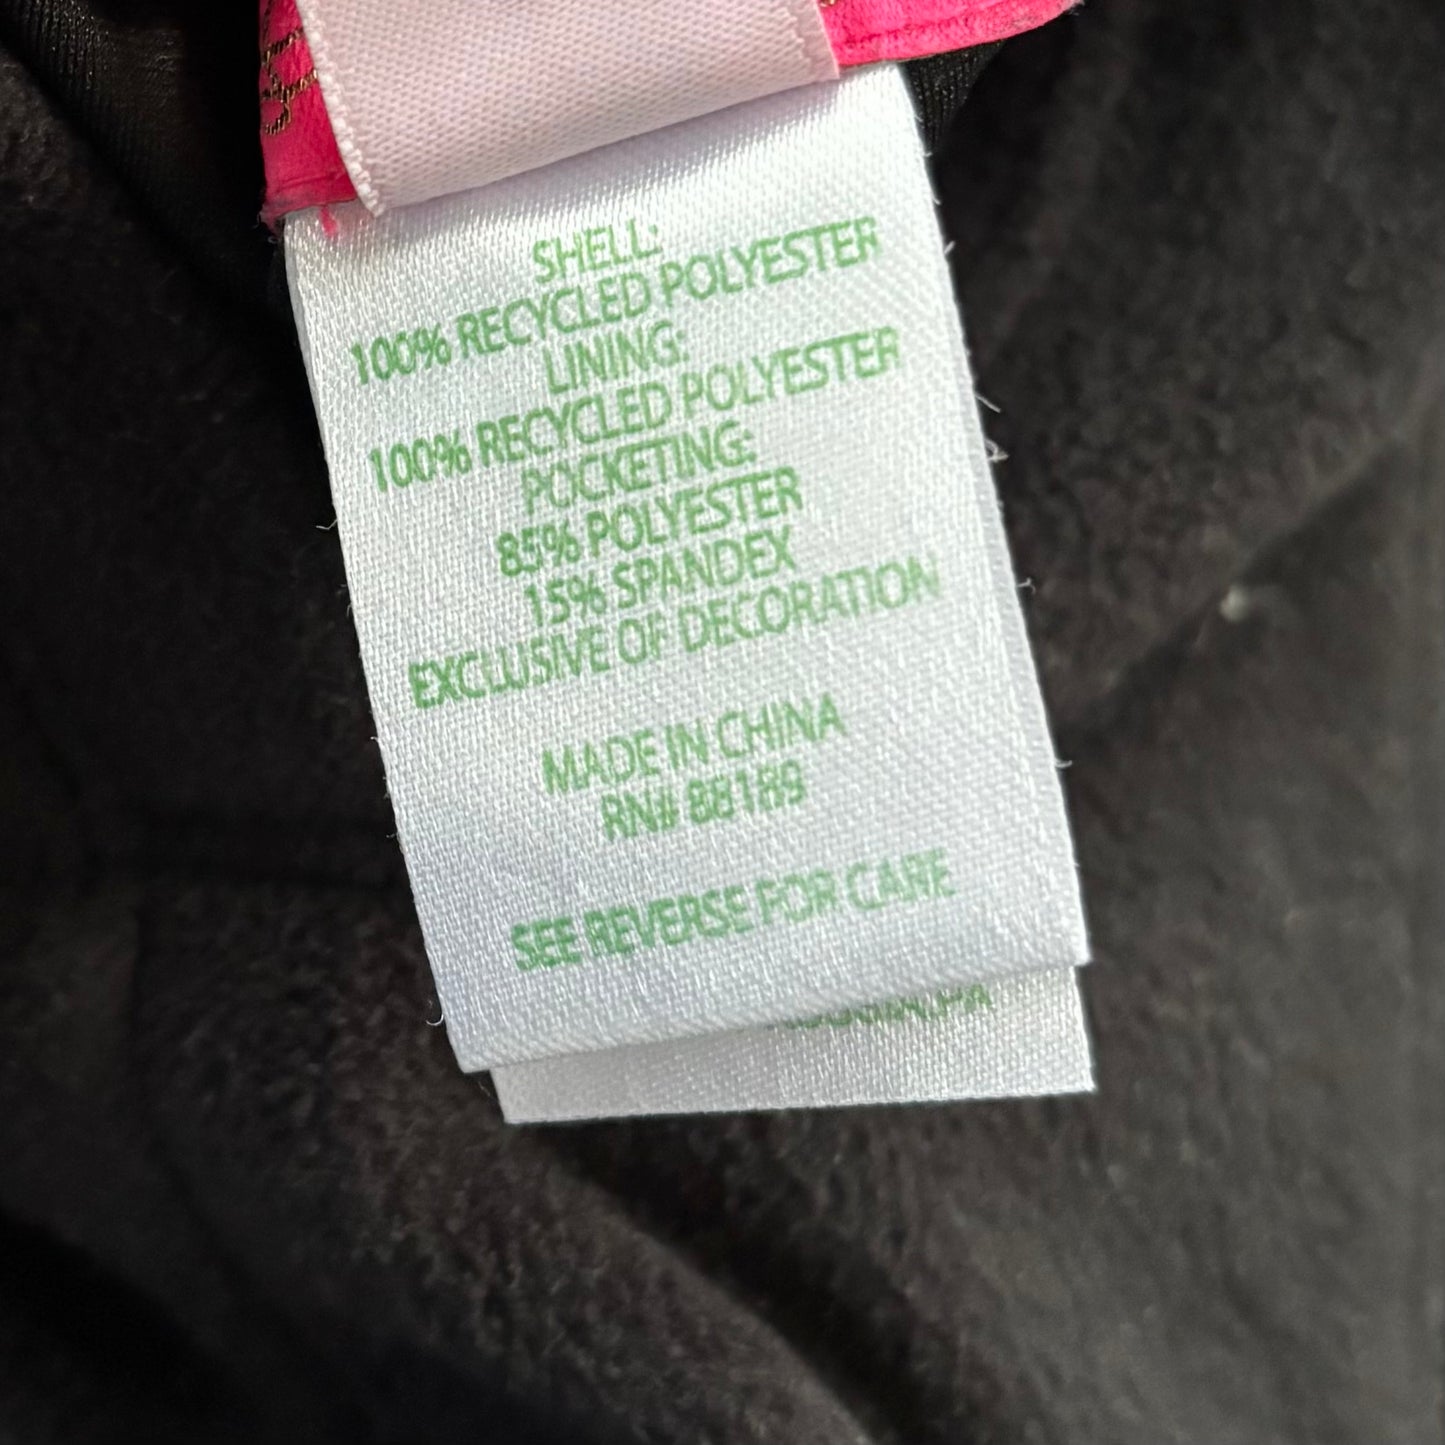 SHELL:
100% RECYCLED POLYESTER
LINING:
100% RECYCLED POLYESTER
POCKETING:
85% POLYESTER
15% SPANDEX
EXCLUSIVE OF DECORATION
MADE IN CHINA
RN# 88189
SEE REVERSE FOR CARE